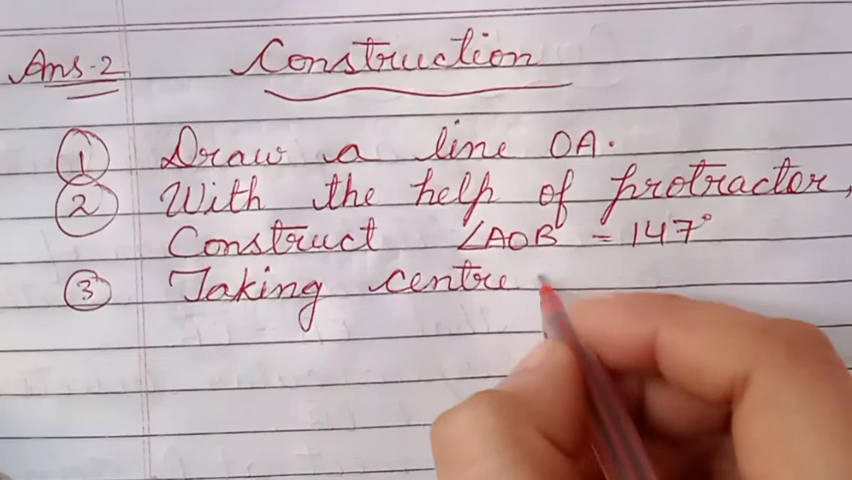 Ans-2 Construction
1 Draw a line OA.
2 With the help of protractor,
Construct ∠AOB = 147°
3 Taking centre